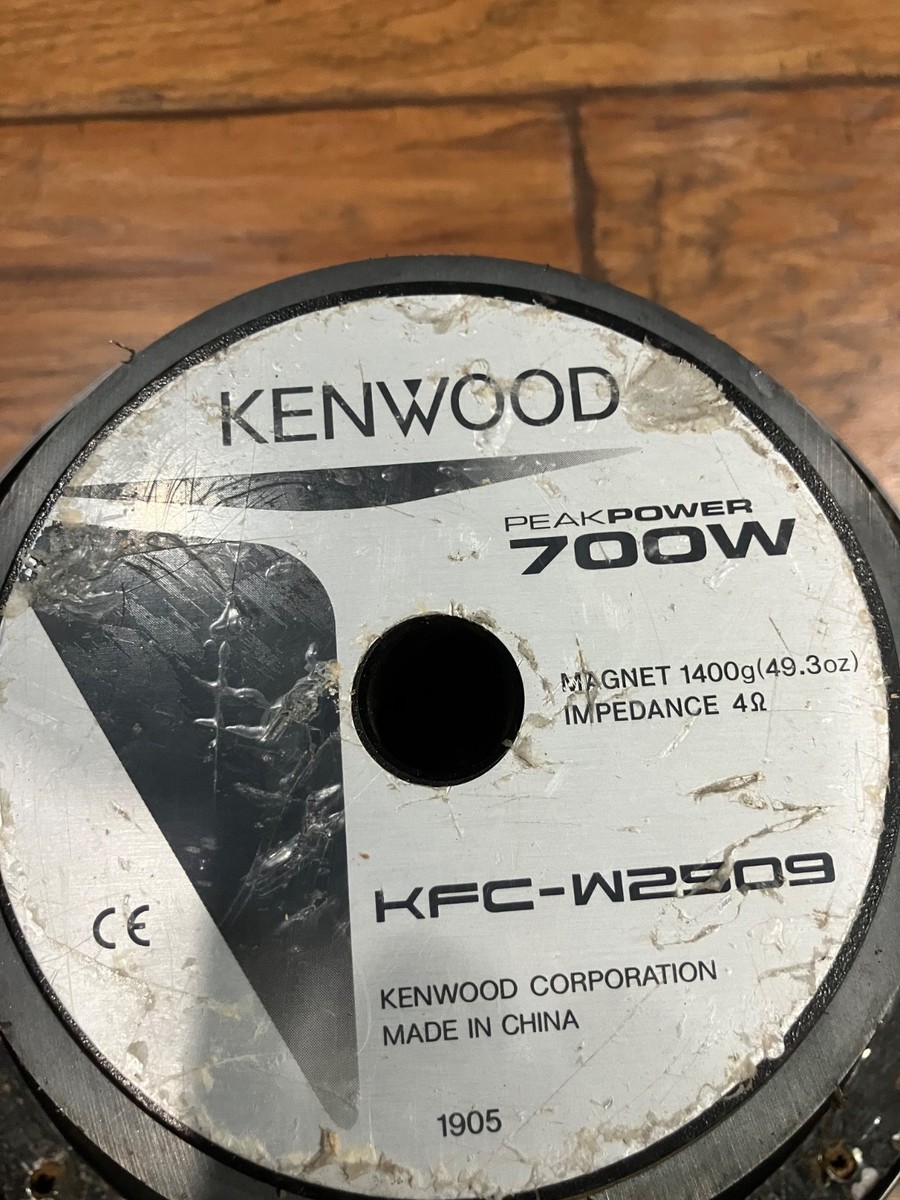 KENWOOD
PEAKPOWER
700W
MAGNET 1400g(49.3oz)
IMPEDANCE 4Ω
KFC-W2509
CE
KENWOOD CORPORATION
MADE IN CHINA
1905